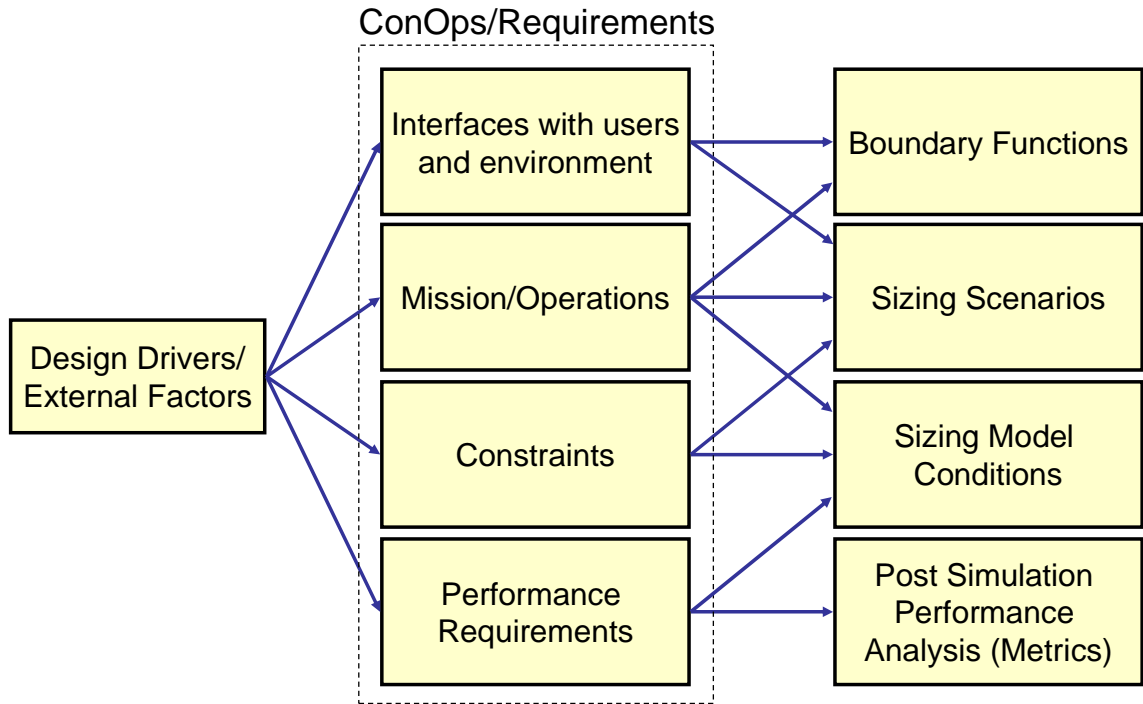 ConOps/Requirements
Interfaces with users
and environment
Boundary Functions
Mission/Operations
Sizing Scenarios
Design Drivers/
External Factors
Constraints
Sizing Model
Conditions
Performance
Requirements
Post Simulation
Performance
Analysis (Metrics)